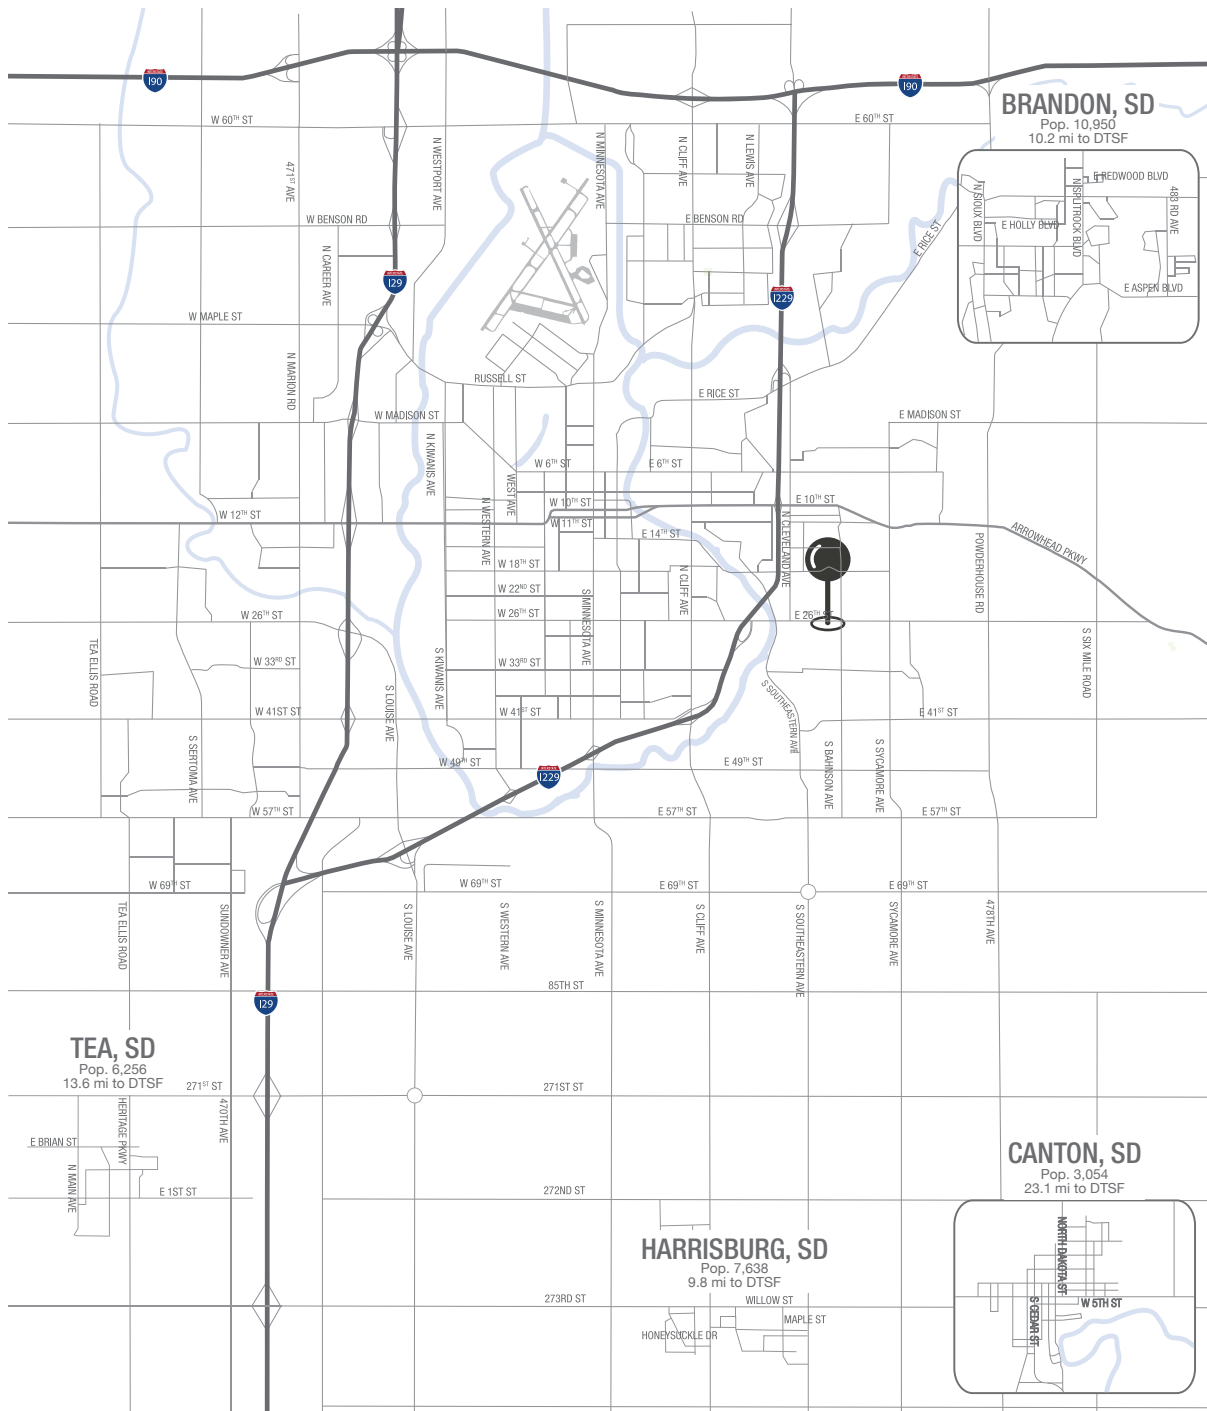 I90
I90
BRANDON, SD
Pop. 10,950
10.2 mi to DTSF
W 60TH ST
E 60TH ST
471ST AVE
N WESTPORT AVE
N MINNESOTA AVE
N CLIFF AVE
N LEWIS AVE
N SIOUX BLVD
N SPLITROCK BLVD
E REDWOOD BLVD
483 RD AVE
E HOLLY BLVD
E ASPEN BLVD
W BENSON RD
E BENSON RD
E RICE ST
N CAREER AVE
I29
I229
W MAPLE ST
N MARION RD
RUSSELL ST
E RICE ST
W MADISON ST
E MADISON ST
N KIWANIS AVE
W 6TH ST
E 6TH ST
WEST AVE
N WESTERN AVE
W 10TH ST
E 10TH ST
W 12TH ST
W 11TH ST
E 14TH ST
N CLEVELAND AVE
ARROWHEAD PKWY
POWDERHOUSE RD
W 18TH ST
N CLIFF AVE
W 22ND ST
S MINNESOTA AVE
W 26TH ST
W 26TH ST
E 26TH ST
TEA ELLIS ROAD
S SIX MILE ROAD
W 33RD ST
S KIWANIS AVE
W 33RD ST
S LOUISE AVE
S SOUTHEASTERN AVE
W 41ST ST
W 41ST ST
E 41ST ST
S SERTOMA AVE
S BAHNSON AVE
S SYCAMORE AVE
W 49TH ST
E 49TH ST
I229
W 57TH ST
E 57TH ST
E 57TH ST
W 69TH ST
W 69TH ST
E 69TH ST
E 69TH ST
TEA ELLIS ROAD
SUNDOWNER AVE
S LOUISE AVE
S WESTERN AVE
S MINNESOTA AVE
S CLIFF AVE
S SOUTHEASTERN AVE
SYCAMORE AVE
478TH AVE
85TH ST
I29
TEA, SD
Pop. 6,256
13.6 mi to DTSF
271ST ST
271ST ST
HERITAGE PKWY
470TH AVE
E BRIAN ST
N MAIN AVE
E 1ST ST
272ND ST
CANTON, SD
Pop. 3,054
23.1 mi to DTSF
NORTH DAKOTA ST
S CEDAR ST
W 5TH ST
HARRISBURG, SD
Pop. 7,638
9.8 mi to DTSF
273RD ST
WILLOW ST
MAPLE ST
HONEYSUCKLE DR